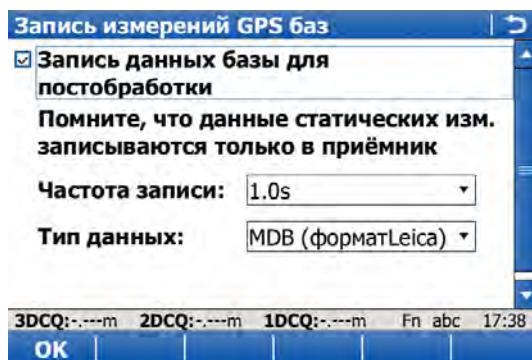 Запись измерений GPS баз
Запись данных базы для
постобработки
Помните, что данные статических изм.
записываются только в приёмник
Частота записи: 1.0s
Тип данных: MDB (форматLeica)
3DCQ:-.---m 2DCQ:-.---m 1DCQ:-.---m Fn abc 17:38
OK